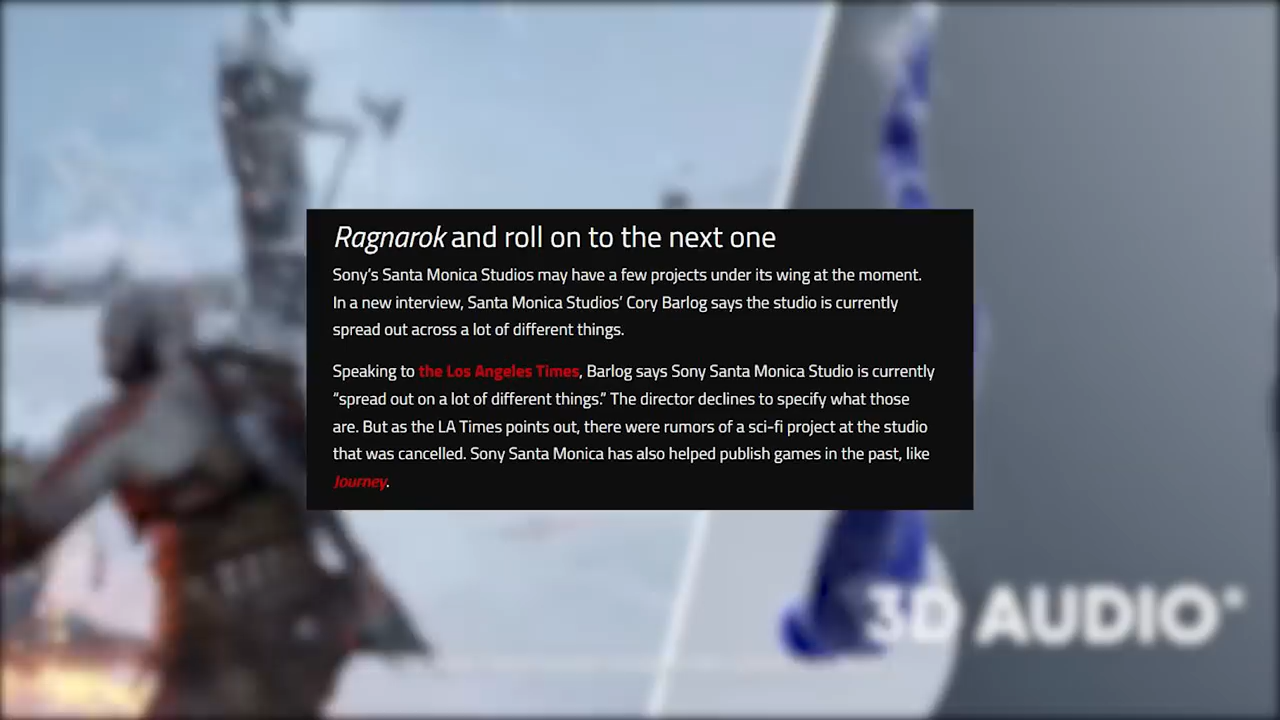 Ragnarok and roll on to the next one
Sony’s Santa Monica Studios may have a few projects under its wing at the moment.
In a new interview, Santa Monica Studios’ Cory Barlog says the studio is currently
spread out across a lot of different things.
Speaking to the Los Angeles Times, Barlog says Sony Santa Monica Studio is currently
“spread out on a lot of different things.” The director declines to specify what those
are. But as the LA Times points out, there were rumors of a sci-fi project at the studio
that was cancelled. Sony Santa Monica has also helped publish games in the past, like
Journey.
3D AUDIO*